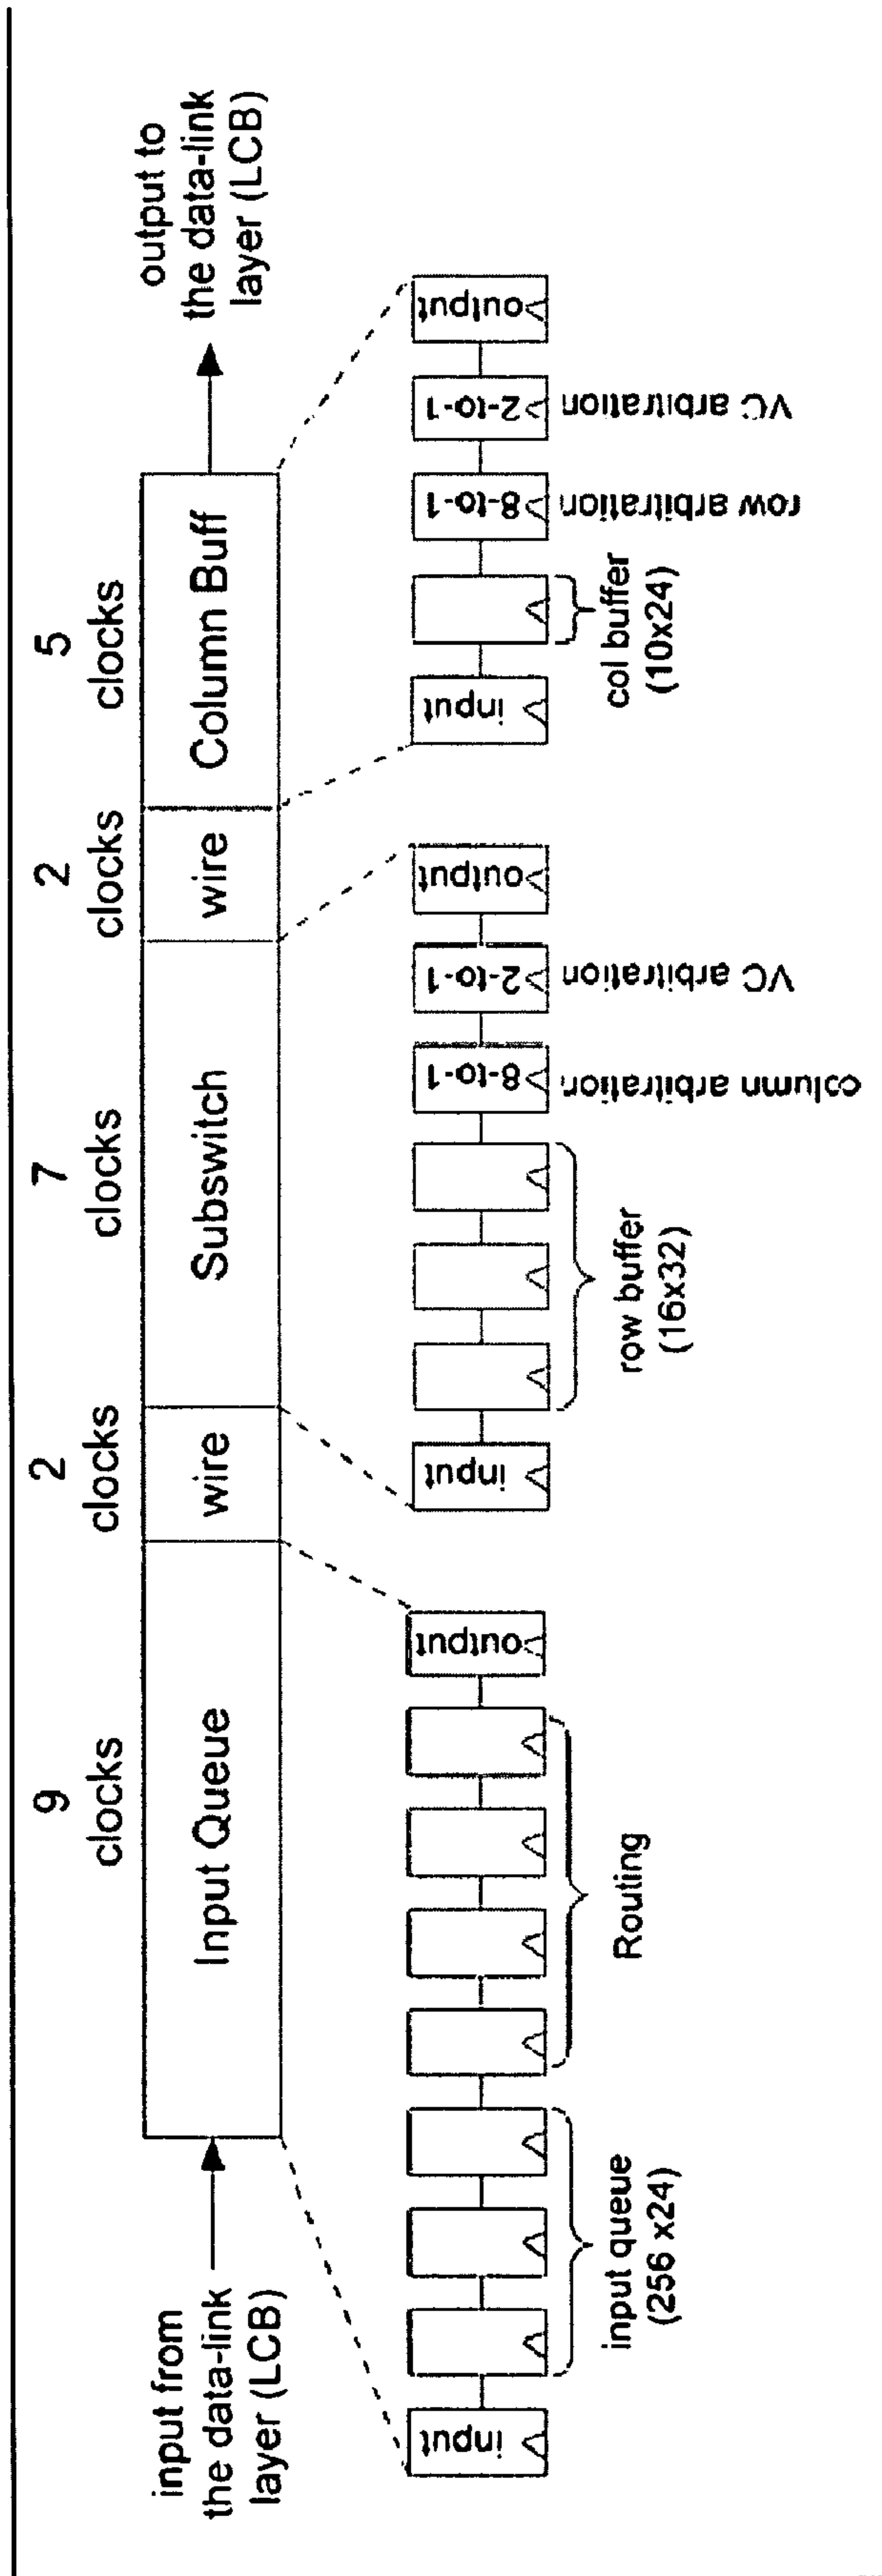 9
clocks
2
clocks
7
clocks
2
clocks
5
clocks
input from
the data-link
layer (LCB)
Input Queue
wire
Subswitch
wire
Column Buff
output to
the data-link
layer (LCB)
input
output
input
8-to-1
2-to-1
output
input
8-to-1
2-to-1
output
input queue
(256 x24)
Routing
row buffer
(16x32)
column arbitration
VC arbitration
col buffer
(10x24)
row arbitration
VC arbitration